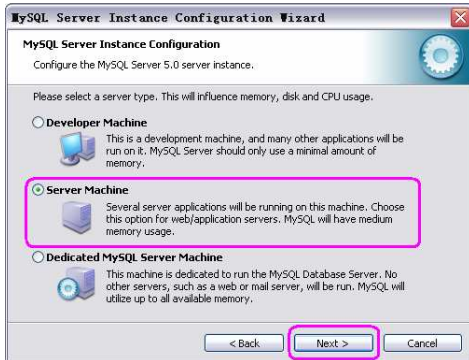 MySQL Server Instance Configuration Wizard
MySQL Server Instance Configuration
Configure the MySQL Server 5.0 server instance.
Please select a server type. This will influence memory, disk and CPU usage.
Developer Machine
This is a development machine, and many other applications will be
run on it. MySQL Server should only use a minimal amount of
memory.
Server Machine
Several server applications will be running on this machine. Choose
this option for web/application servers. MySQL will have medium
memory usage.
Dedicated MySQL Server Machine
This machine is dedicated to run the MySQL Database Server. No
other servers, such as a web or mail server, will be run. MySQL will
utilize up to all available memory.
< Back Next > Cancel